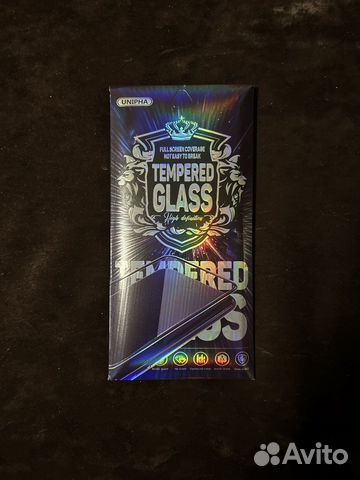 UNIPHA
FULL SCREEN COVERAGE
NOT EASY TO BREAK
TEMPERED
GLASS
High definition
TEMPERED
Avito